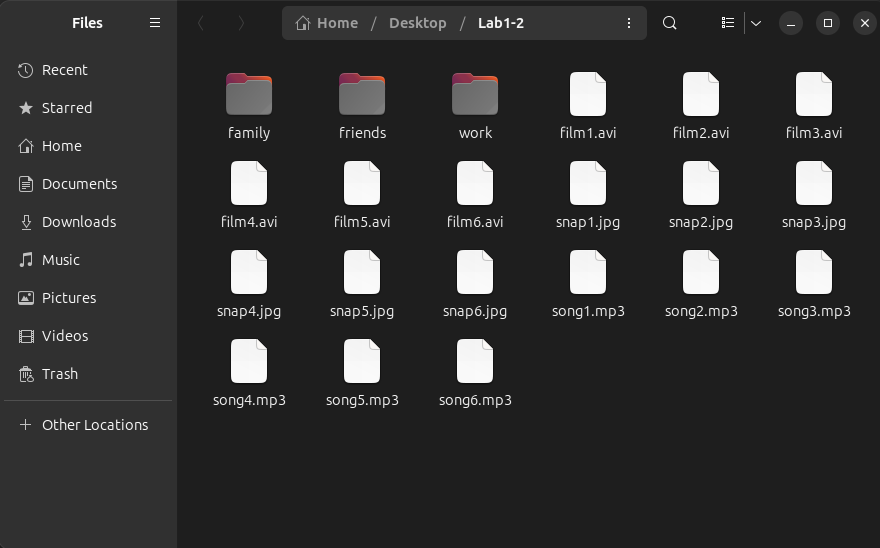 Files
Home / Desktop / Lab1-2
Recent
Starred
Home
Documents
Downloads
Music
Pictures
Videos
Trash
Other Locations
family friends work film1.avi film2.avi film3.avi
film4.avi film5.avi film6.avi snap1.jpg snap2.jpg snap3.jpg
snap4.jpg snap5.jpg snap6.jpg song1.mp3 song2.mp3 song3.mp3
song4.mp3 song5.mp3 song6.mp3